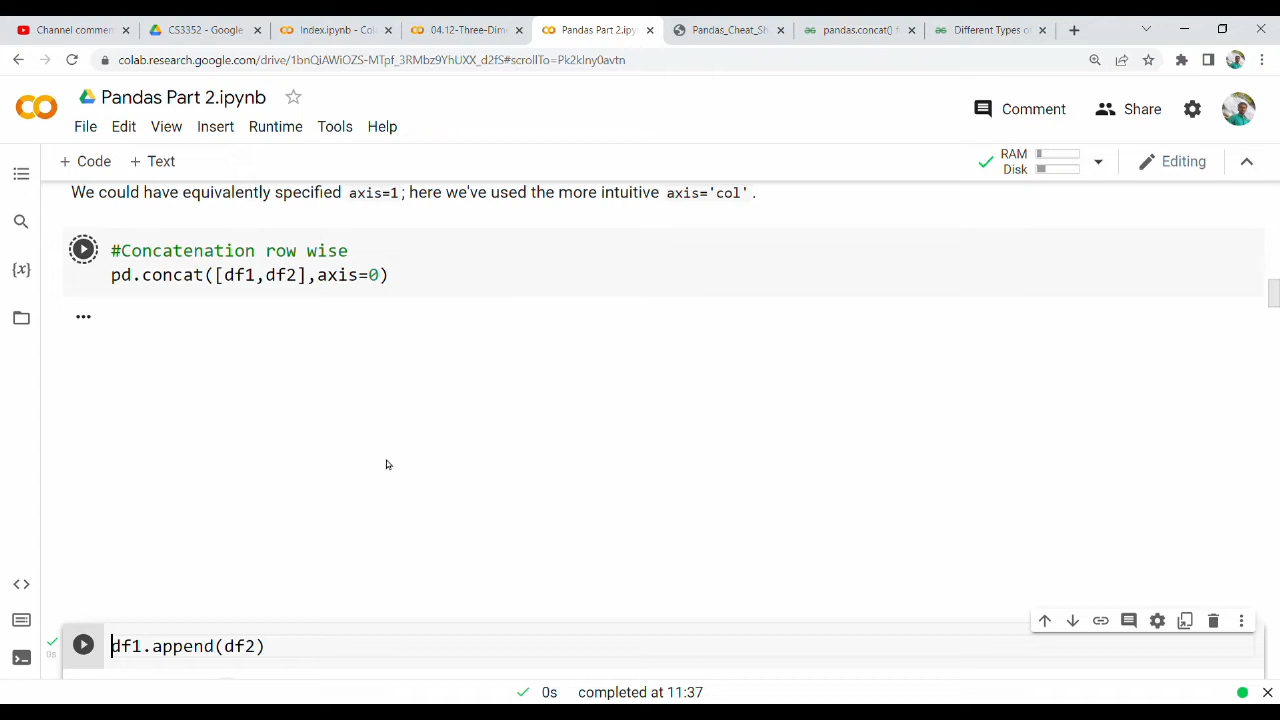 Channel commen
CS3352 - Google
Index.ipynb - Col
04.12-Three-Dim
Pandas Part 2.ipy
Pandas_Cheat_Sh
pandas.concat() f
Different Types o
colab.research.google.com/drive/1bnQiAWiOZS-MTpf_3RMbz9YhUXX_d2fS#scrollTo=Pk2klny0avtn
Pandas Part 2.ipynb
Comment
Share
File Edit View Insert Runtime Tools Help
+ Code + Text
RAM
Disk
Editing
We could have equivalently specified axis=1; here we've used the more intuitive axis='col'.
#Concatenation row wise
pd.concat([df1,df2],axis=0)
{x}
df1.append(df2)
0s
0s completed at 11:37